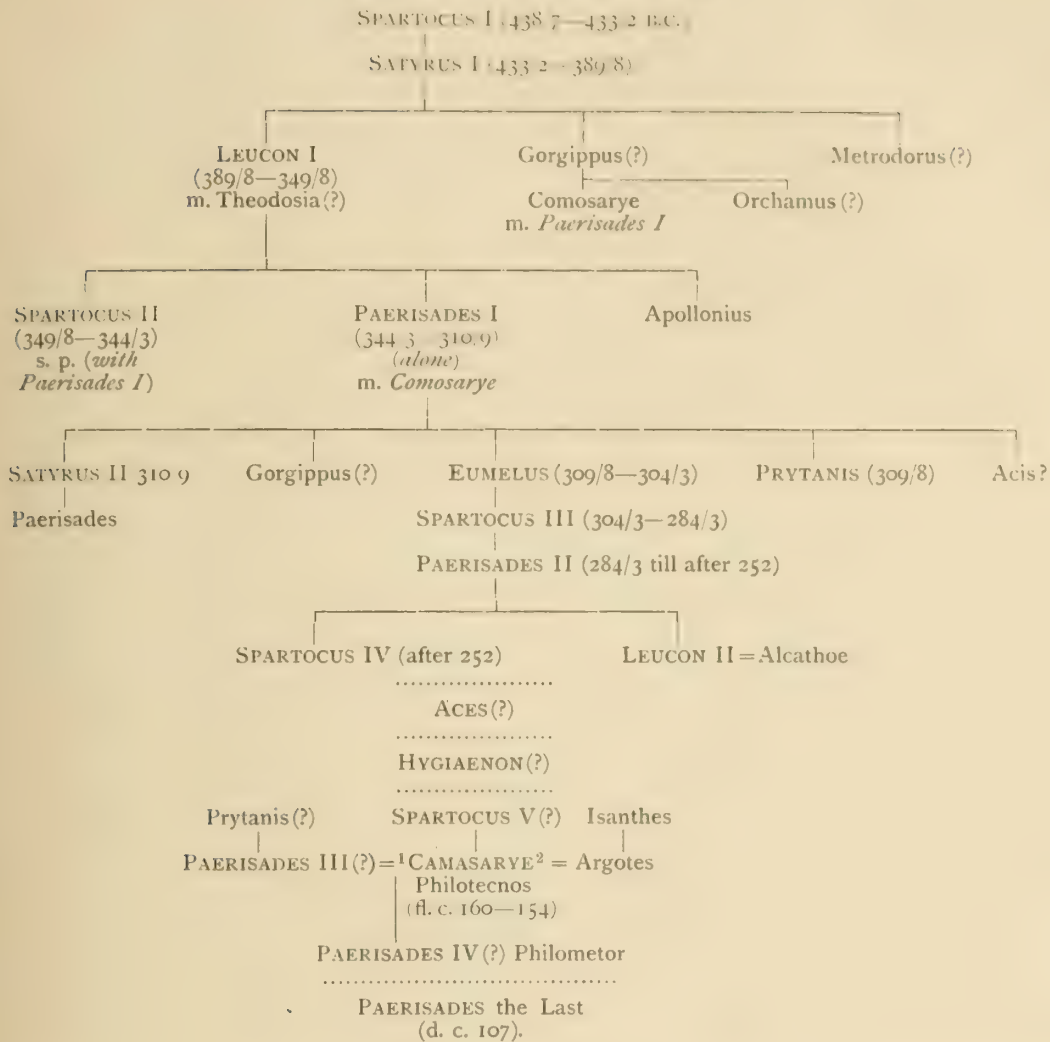 SPARTOCUS I (438/7—433/2 B.C.)
SATYRUS I (433/2—389/8)
LEUCON I Gorgippus(?) Metrodorus(?)
(389/8—349/8)
m. Theodosia(?) Comosarye Orchamus(?)
m. Paerisades I
SPARTOCUS II PAERISADES I Apollonius
(349/8—344/3) (344/3—310/9)
s. p. (with (alone)
Paerisades I) m. Comosarye
SATYRUS II 310/9 Gorgippus(?) EUMELUS (309/8—304/3) PRYTANIS (309/8) Acis?
Paerisades SPARTOCUS III (304/3—284/3)
PAERISADES II (284/3 till after 252)
SPARTOCUS IV (after 252) LEUCON II = Alcathoe
ACES(?)
HYGIAENON(?)
Prytanis(?) SPARTOCUS V(?) Isanthes
PAERISADES III(?) = ¹CAMASARYE² = Argotes
Philotecnos
(fl. c. 160—154)
PAERISADES IV(?) Philometor
PAERISADES the Last
(d. c. 107).